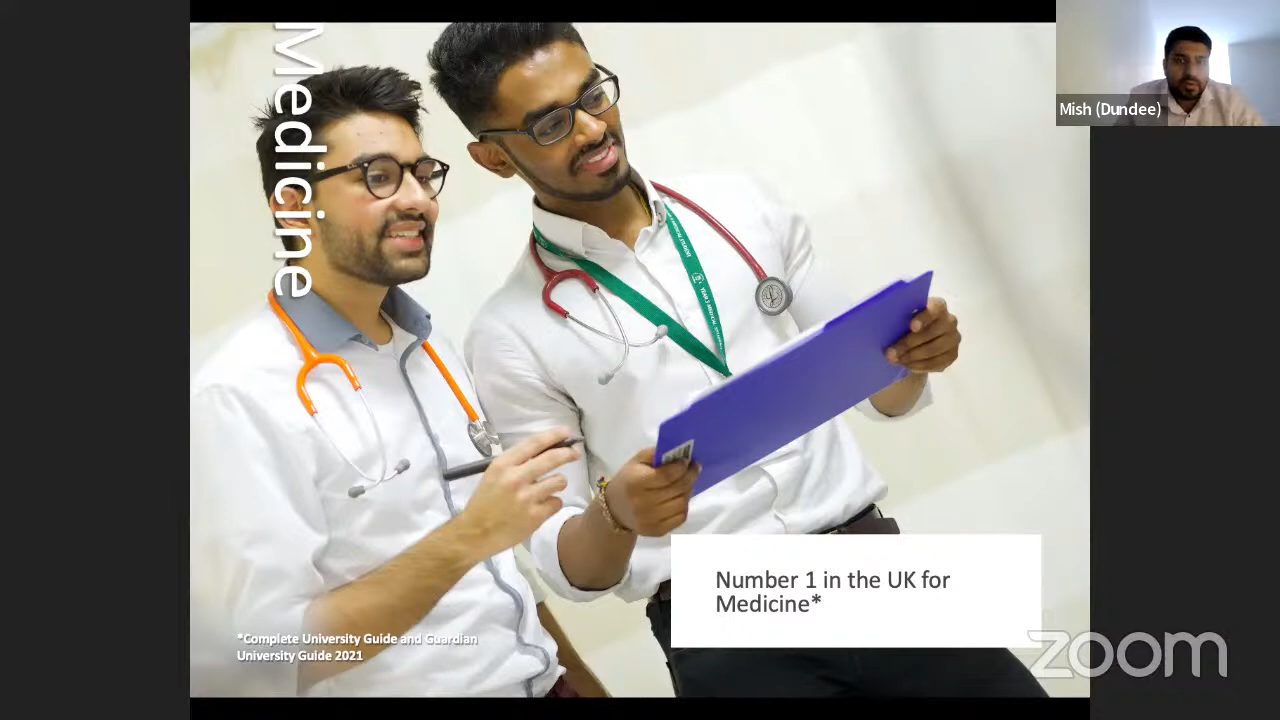 Medicine
Mish (Dundee)
Number 1 in the UK for
Medicine*
*Complete University Guide and Guardian
University Guide 2021
zoom